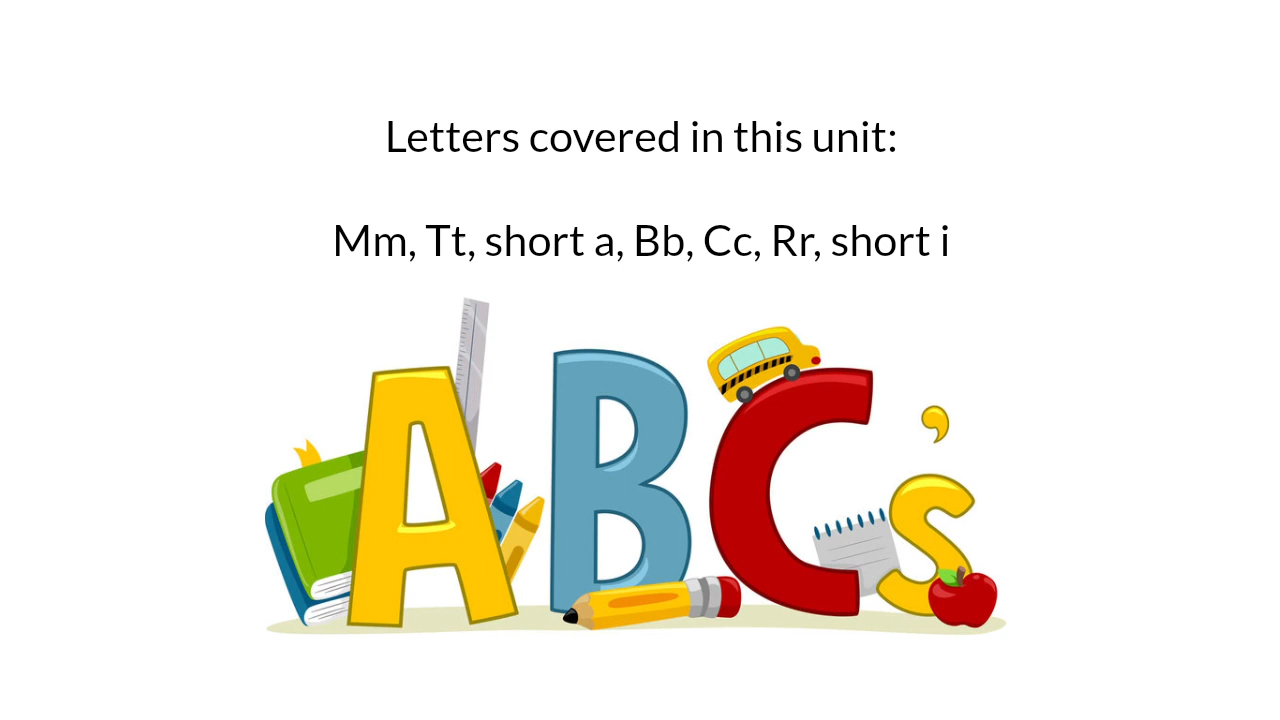 Letters covered in this unit:
Mm, Tt, short a, Bb, Cc, Rr, short i
ABC's